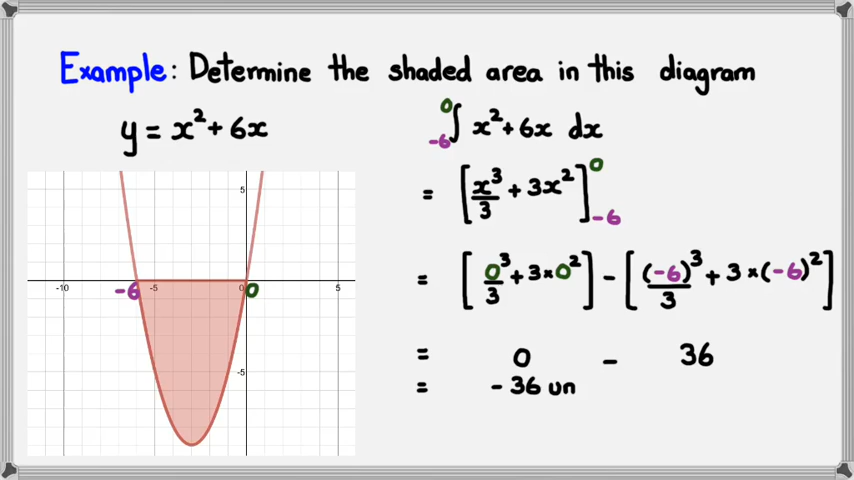 Example: Determine the shaded area in this diagram
y = x² + 6x
0
∫ x² + 6x dx
-6
= [x³/3 + 3x²] 0 -6
= [0³/3 + 3×0²] - [(-6)³/3 + 3×(-6)²]
= 0 - 36
= -36 un
5
-10 -6 -5 0 0 5
-5